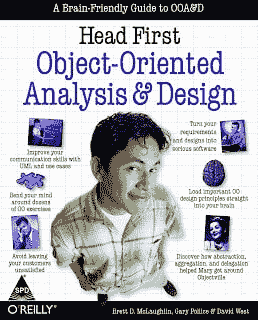 A Brain-Friendly Guide to OOA&D
Head First
Object-Oriented
Analysis & Design
Improve your
communication skills with
UML and use cases
Turn your
requirements
and designs into
serious software
Bend your mind
around dozens of
OO exercises
Load important OO
design principles straight
into your brain
Avoid leaving
your customers
unsatisfied
Discover how abstraction,
aggregation, and delegation
helped Mary get around
Objectville
SPD
O'REILLY®
Brett D. McLaughlin, Gary Pollice & David West